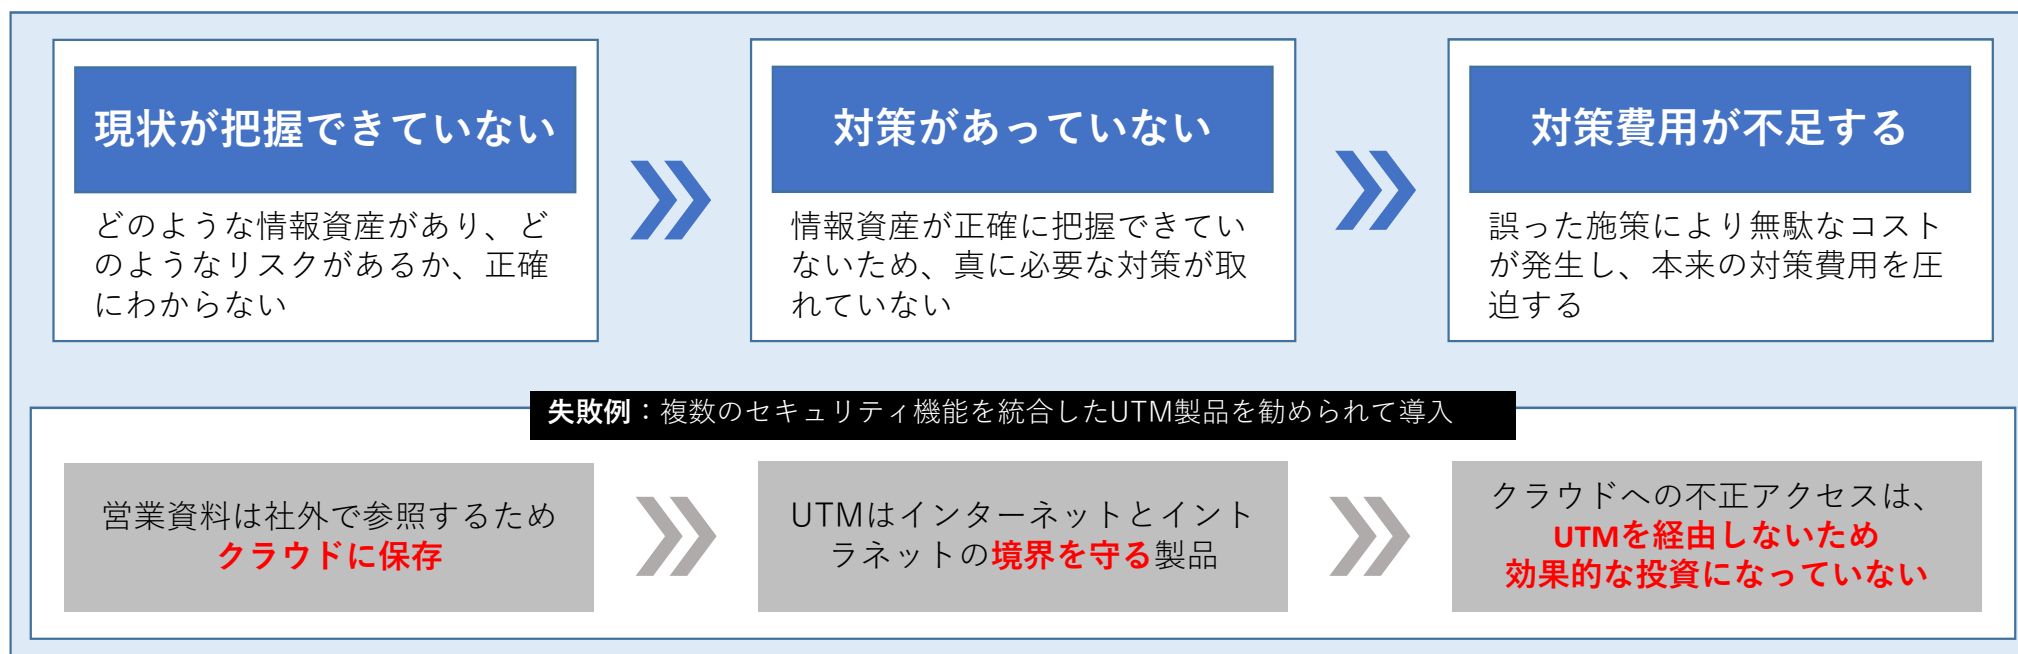 現状が把握できていない
どのような情報資産があり、ど
のようなリスクがあるか、正確
にわからない
対策があっていない
情報資産が正確に把握できてい
ないため、真に必要な対策が取
れていない
対策費用が不足する
誤った施策により無駄なコスト
が発生し、本来の対策費用を圧
迫する
失敗例：複数のセキュリティ機能を統合したUTM製品を勧められて導入
営業資料は社外で参照するため
クラウドに保存
UTMはインターネットとイント
ラネットの境界を守る製品
クラウドへの不正アクセスは、
UTMを経由しないため
効果的な投資になっていない